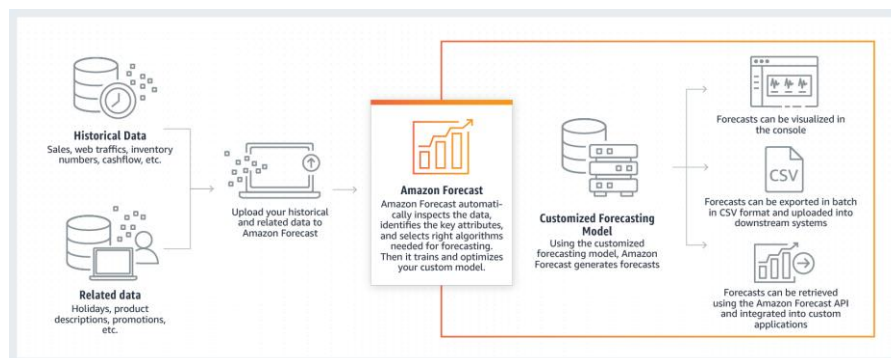 Historical Data
Sales, web traffics, inventory
numbers, cashflow, etc.
Related data
Holidays, product
descriptions, promotions,
etc.
Upload your historical
and related data to
Amazon Forecast
Amazon Forecast
Amazon Forecast automati-
cally inspects the data,
identifies the key attributes,
and selects right algorithms
needed for forecasting.
Then it trains and optimizes
your custom model.
Customized Forecasting
Model
Using the customized
forecasting model, Amazon
Forecast generates forecasts
Forecasts can be visualized in
the console
CSV
Forecasts can be exported in batch
in CSV format and uploaded into
downstream systems
Forecasts can be retrieved
using the Amazon Forecast API
and integrated into custom
applications